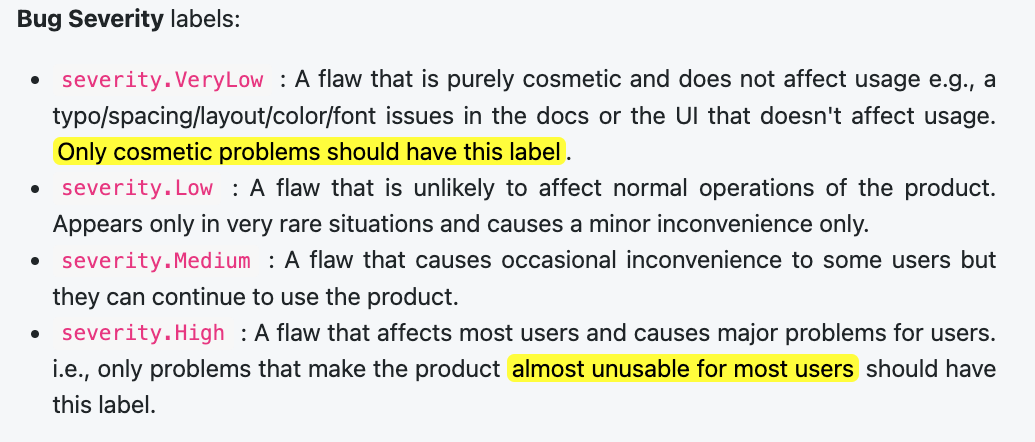 Bug Severity labels:
• severity.VeryLow : A flaw that is purely cosmetic and does not affect usage e.g., a
typo/spacing/layout/color/font issues in the docs or the UI that doesn't affect usage.
Only cosmetic problems should have this label.
• severity.Low : A flaw that is unlikely to affect normal operations of the product.
Appears only in very rare situations and causes a minor inconvenience only.
• severity.Medium : A flaw that causes occasional inconvenience to some users but
they can continue to use the product.
• severity.High : A flaw that affects most users and causes major problems for users.
i.e., only problems that make the product almost unusable for most users should have
this label.